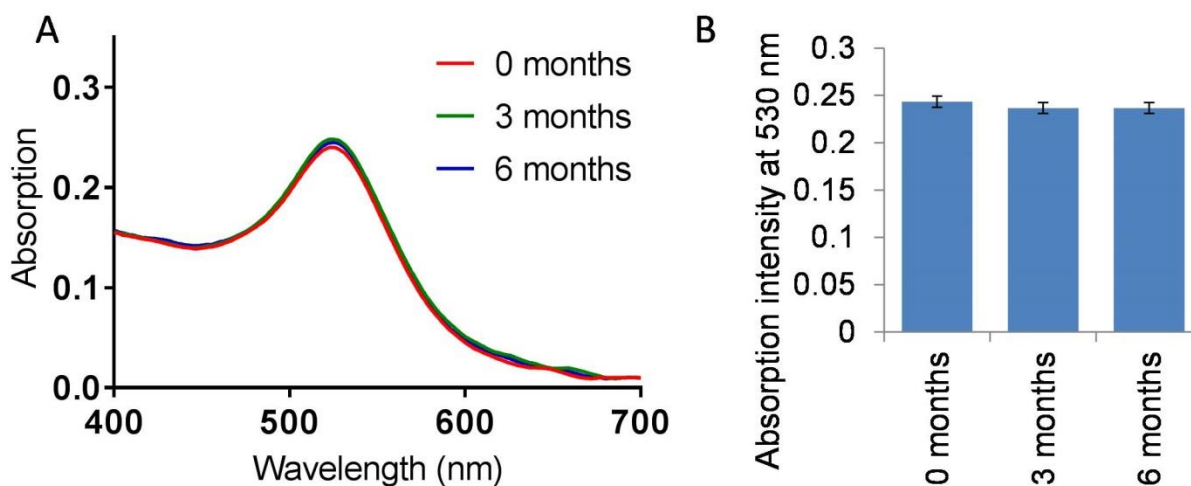 A
0 months
3 months
6 months
0.3
0.2
0.1
0.0
Absorption
400
500
600
700
Wavelength (nm)
B
0.3
0.25
0.2
0.15
0.1
0.05
0
Absorption intensity at 530 nm
0 months
3 months
6 months